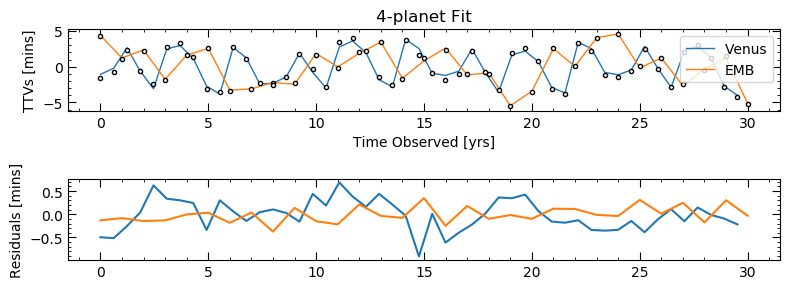 4-planet Fit
TTVs [mins]
5
0
−5
Venus
EMB
0 5 10 15 20 25 30
Time Observed [yrs]
Residuals [mins]
0.5
0.0
−0.5
0 5 10 15 20 25 30